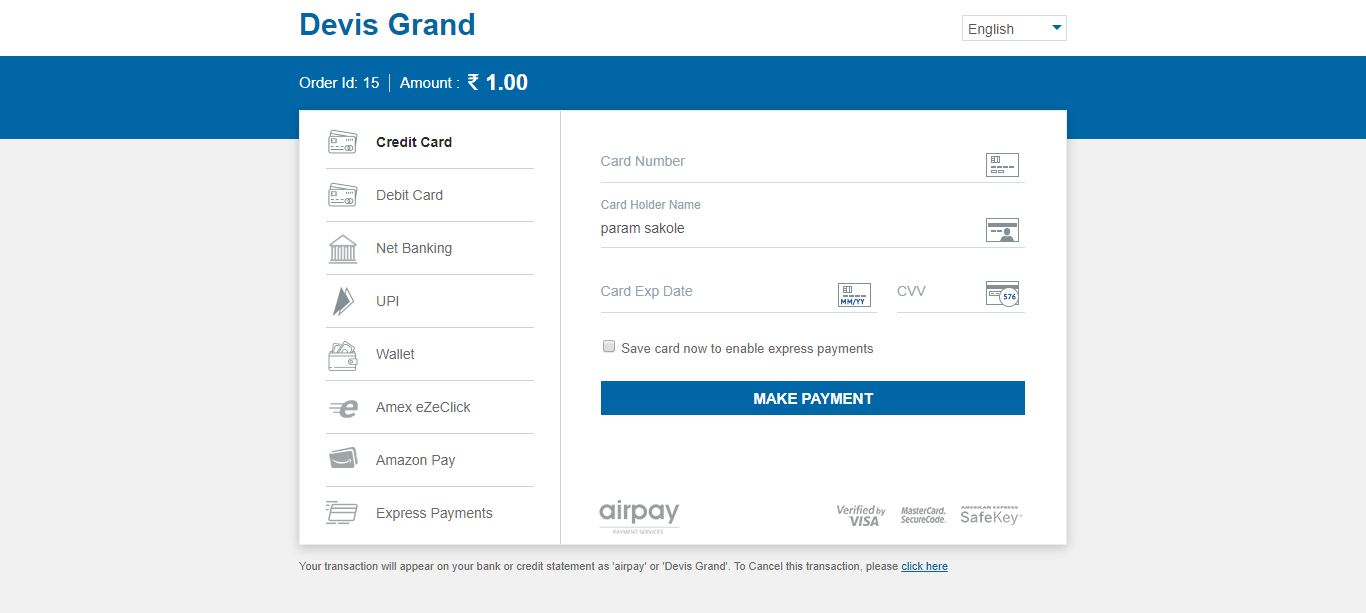 Devis Grand
English
Order Id: 15 | Amount : ₹ 1.00
Credit Card
Debit Card
Net Banking
UPI
Wallet
Amex eZeClick
Amazon Pay
Express Payments
Card Number
Card Holder Name
param sakole
Card Exp Date
MM/YY
CVV
576
Save card now to enable express payments
MAKE PAYMENT
airpay
PAYMENT SERVICES
Verified by
VISA
MasterCard.
SecureCode.
AMERICAN EXPRESS
SafeKey™
Your transaction will appear on your bank or credit statement as 'airpay' or 'Devis Grand'. To Cancel this transaction, please click here